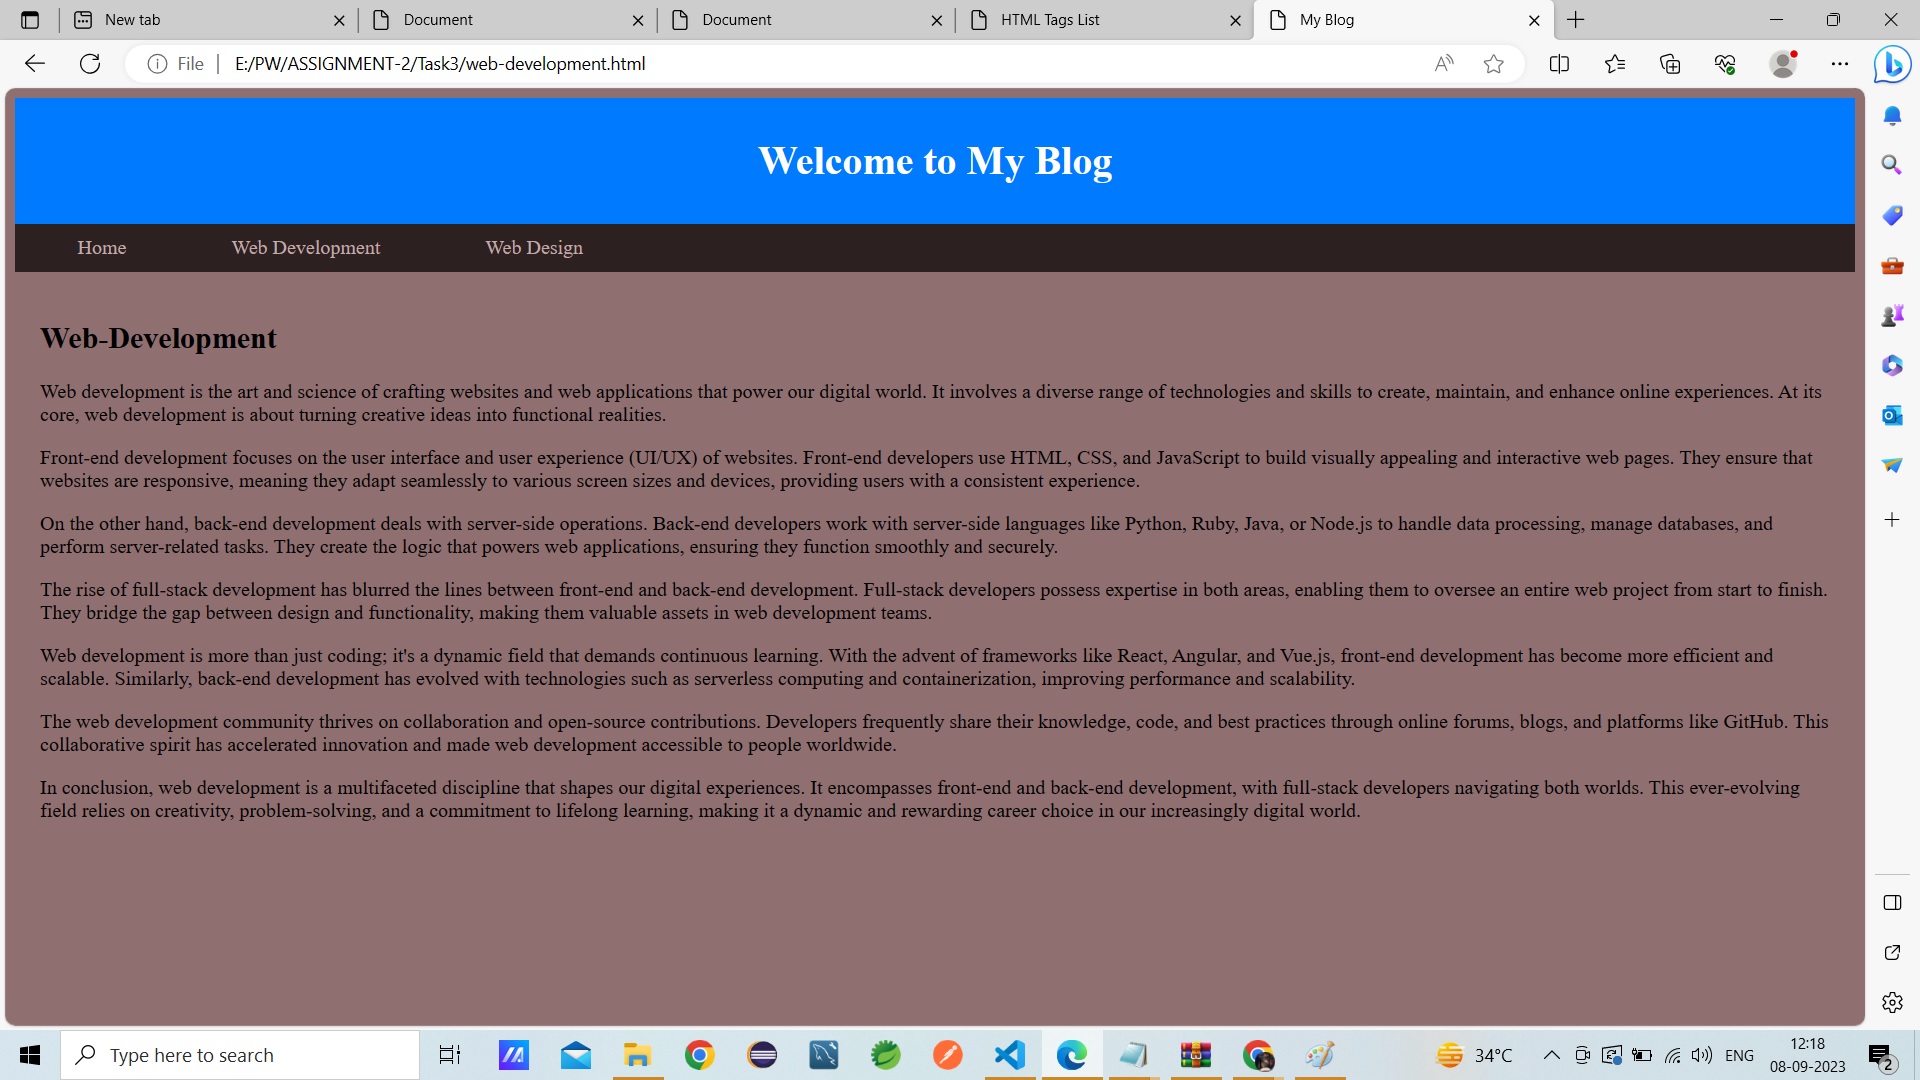 New tab
Document
Document
HTML Tags List
My Blog
File
E:/PW/ASSIGNMENT-2/Task3/web-development.html
Welcome to My Blog
Home
Web Development
Web Design
Web-Development
Web development is the art and science of crafting websites and web applications that power our digital world. It involves a diverse range of technologies and skills to create, maintain, and enhance online experiences. At its
core, web development is about turning creative ideas into functional realities.
Front-end development focuses on the user interface and user experience (UI/UX) of websites. Front-end developers use HTML, CSS, and JavaScript to build visually appealing and interactive web pages. They ensure that
websites are responsive, meaning they adapt seamlessly to various screen sizes and devices, providing users with a consistent experience.
On the other hand, back-end development deals with server-side operations. Back-end developers work with server-side languages like Python, Ruby, Java, or Node.js to handle data processing, manage databases, and
perform server-related tasks. They create the logic that powers web applications, ensuring they function smoothly and securely.
The rise of full-stack development has blurred the lines between front-end and back-end development. Full-stack developers possess expertise in both areas, enabling them to oversee an entire web project from start to finish.
They bridge the gap between design and functionality, making them valuable assets in web development teams.
Web development is more than just coding; it's a dynamic field that demands continuous learning. With the advent of frameworks like React, Angular, and Vue.js, front-end development has become more efficient and
scalable. Similarly, back-end development has evolved with technologies such as serverless computing and containerization, improving performance and scalability.
The web development community thrives on collaboration and open-source contributions. Developers frequently share their knowledge, code, and best practices through online forums, blogs, and platforms like GitHub. This
collaborative spirit has accelerated innovation and made web development accessible to people worldwide.
In conclusion, web development is a multifaceted discipline that shapes our digital experiences. It encompasses front-end and back-end development, with full-stack developers navigating both worlds. This ever-evolving
field relies on creativity, problem-solving, and a commitment to lifelong learning, making it a dynamic and rewarding career choice in our increasingly digital world.
Type here to search
34°C
ENG
12:18
08-09-2023
2